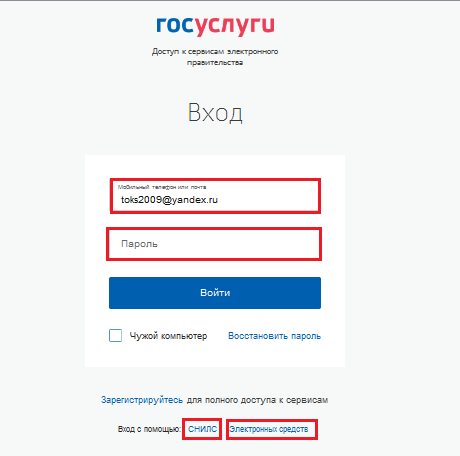 госуслуги
Доступ к сервисам электронного
правительства
Вход
Мобильный телефон или почта
toks2009@yandex.ru
Пароль
Войти
Чужой компьютер Восстановить пароль
Зарегистрируйтесь для полного доступа к сервисам
Вход с помощью: СНИЛС Электронных средств